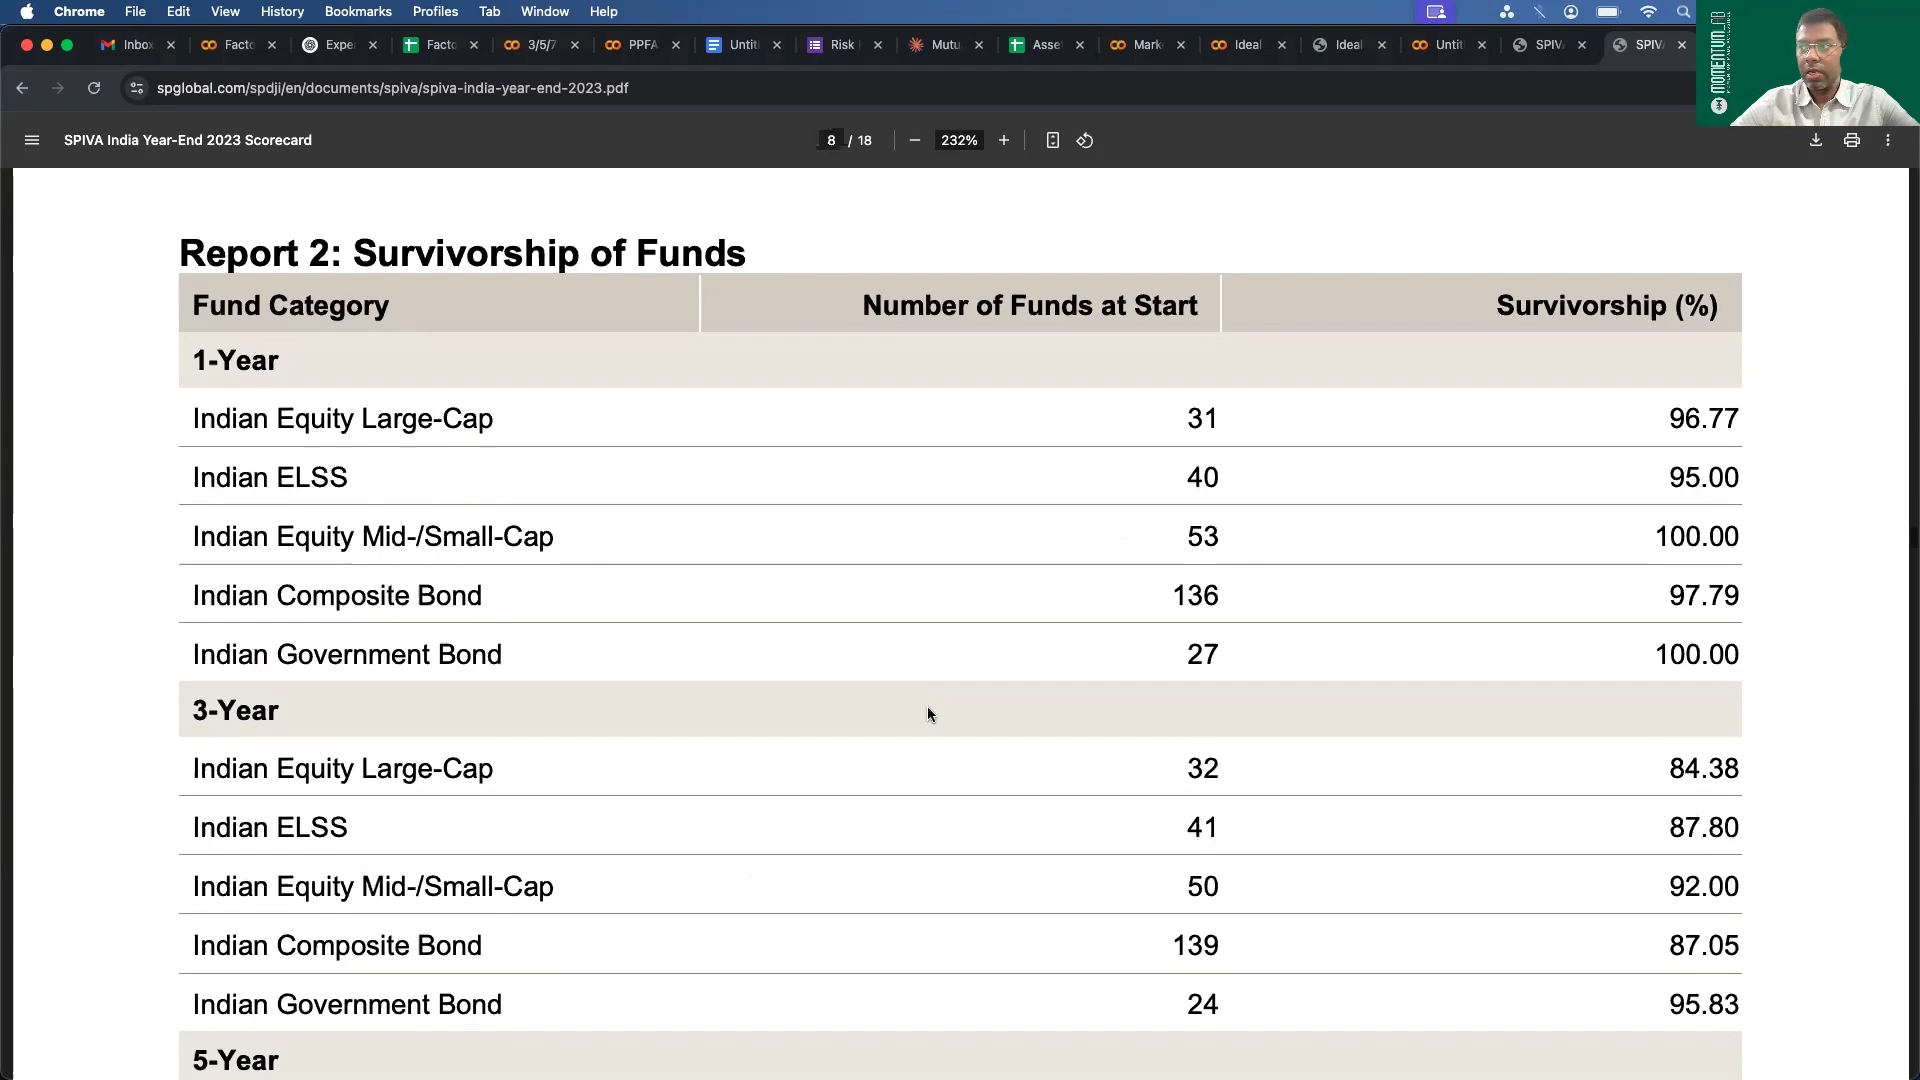 Chrome File Edit View History Bookmarks Profiles Tab Window Help
Inbox Facto Expe Facto 3/5/7 PPFA Untit Risk Mutu Asse Mark Ideal Ideal Untit SPIV SPIV
spglobal.com/spdji/en/documents/spiva/spiva-india-year-end-2023.pdf
MOMENTUM LAB
SPIVA India Year-End 2023 Scorecard 8 / 18 232%
Report 2: Survivorship of Funds
Fund Category Number of Funds at Start Survivorship (%)
1-Year
Indian Equity Large-Cap 31 96.77
Indian ELSS 40 95.00
Indian Equity Mid-/Small-Cap 53 100.00
Indian Composite Bond 136 97.79
Indian Government Bond 27 100.00
3-Year
Indian Equity Large-Cap 32 84.38
Indian ELSS 41 87.80
Indian Equity Mid-/Small-Cap 50 92.00
Indian Composite Bond 139 87.05
Indian Government Bond 24 95.83
5-Year